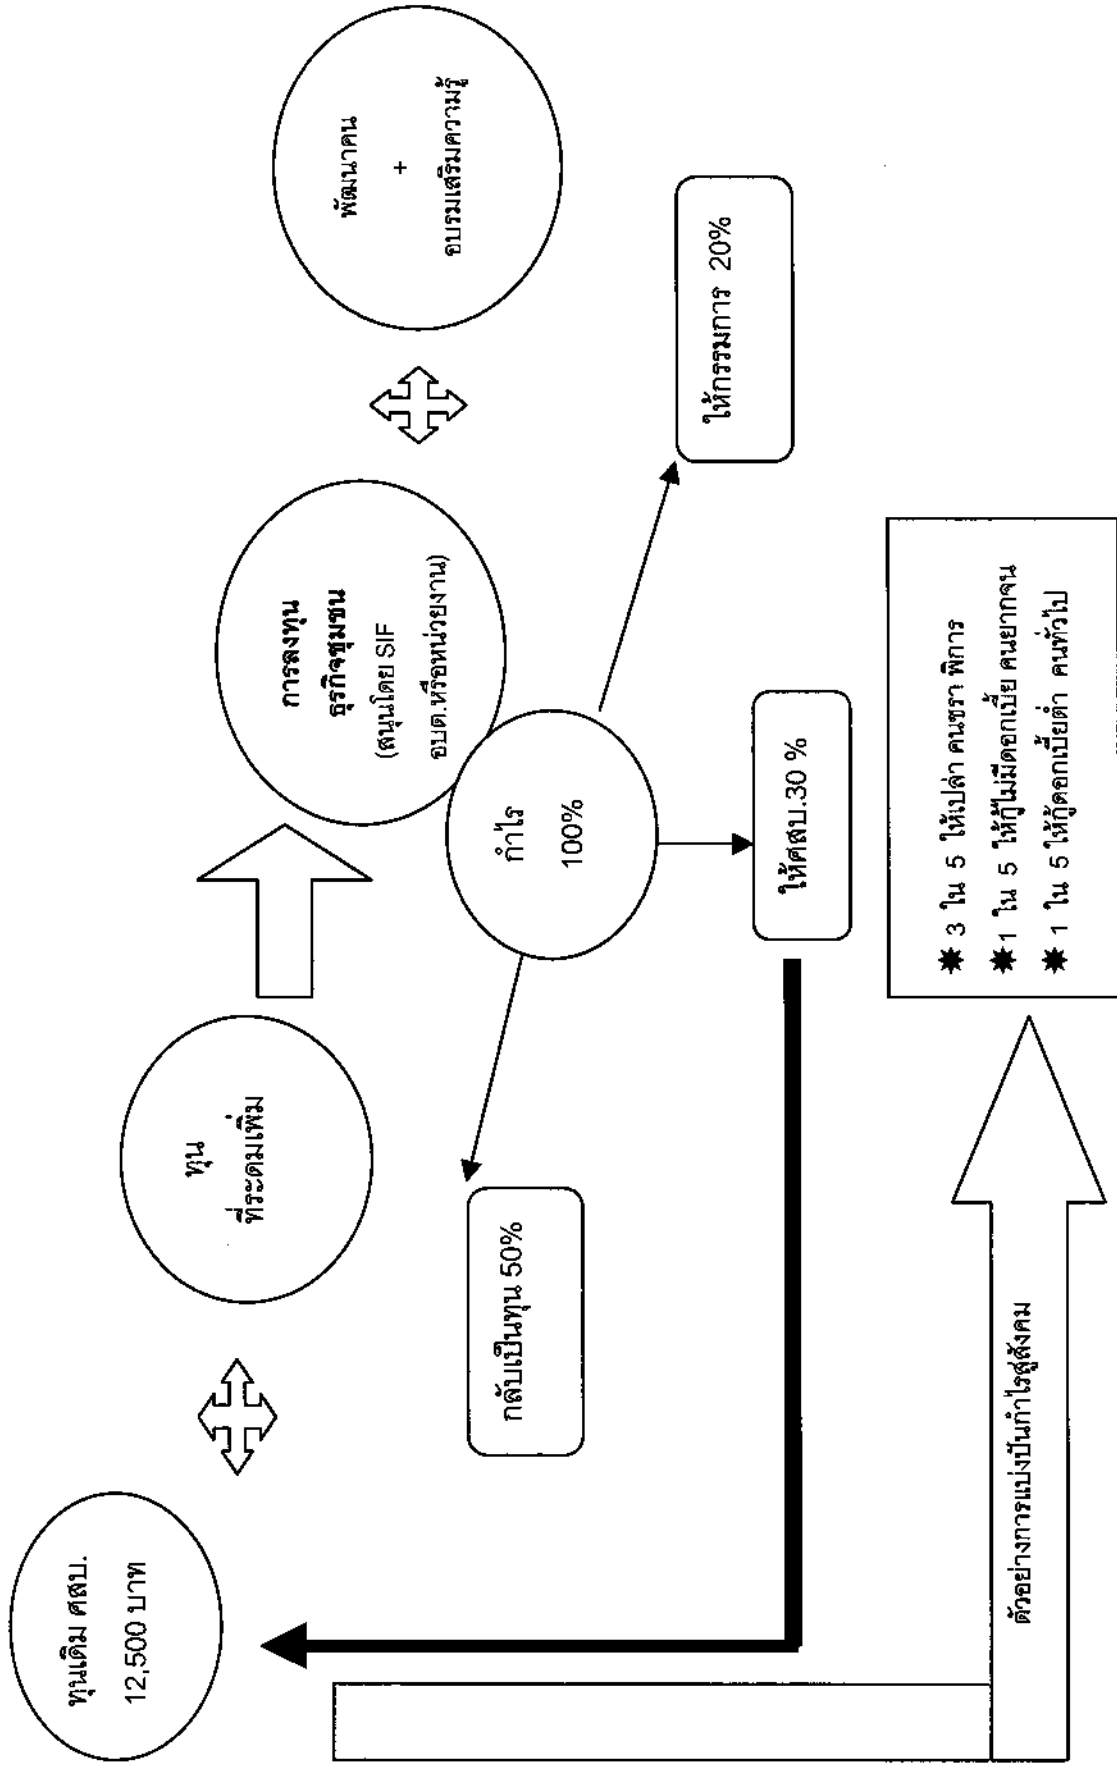 ทุนเดิม ศสบ.
12,500 บาท
ทุน
ที่ระดมเพิ่ม
การลงทุน
ธุรกิจชุมชน
(สนุนโดย SIF
อบต.หรือหน่วยงาน)
พัฒนาคน
+
อบรมเสริมความรู้
กำไร
100%
กลับเป็นทุน 50%
ให้ศสบ.30 %
ให้กรรมการ 20%
ตัวอย่างการแบ่งปันกำไรสู่สังคม
3 ใน 5 ให้เปล่า คนชรา พิการ
1 ใน 5 ให้กู้ไม่มีดอกเบี้ย คนยากจน
1 ใน 5 ให้กู้ดอกเบี้ยต่ำ คนทั่วไป